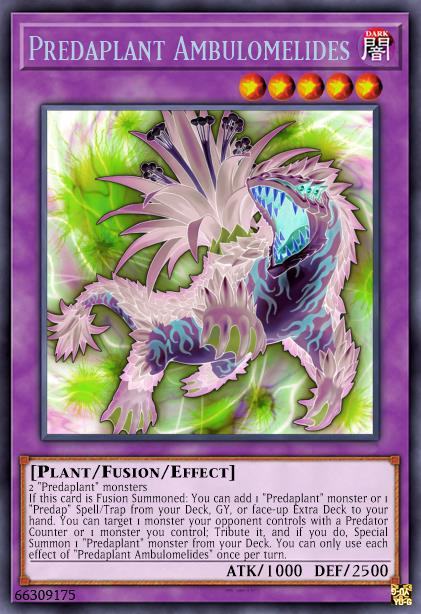 Predaplant Ambulomelides
DARK
闇
[Plant/Fusion/Effect]
2 "Predaplant" monsters
If this card is Fusion Summoned: You can add 1 "Predaplant" monster or 1
"Predap" Spell/Trap from your Deck, GY, or face-up Extra Deck to your
hand. You can target 1 monster your opponent controls with a Predator
Counter or 1 monster you control; Tribute it, and if you do, Special
Summon 1 "Predaplant" monster from your Deck. You can only use each
effect of "Predaplant Ambulomelides" once per turn.
ATK/1000 DEF/2500
66309175